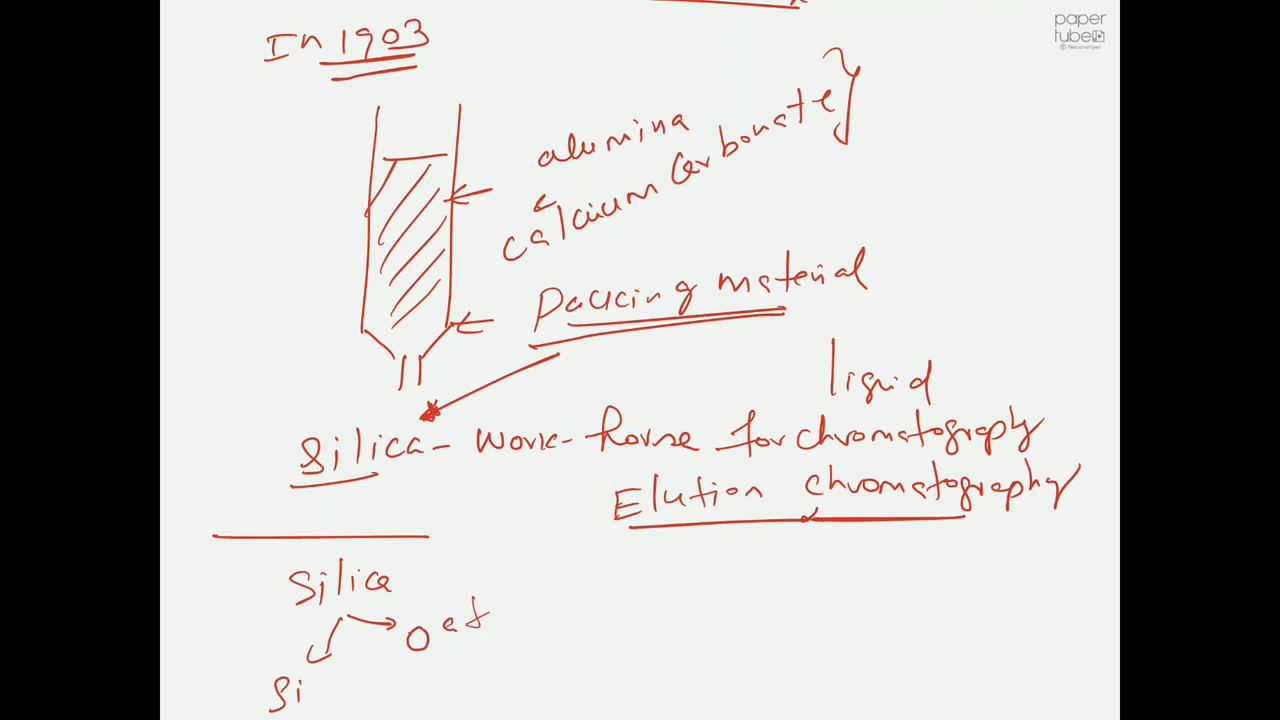 paper
tube
In 1903
alumina
calcium carbonate
Packing material
liquid
Silica - work-horse for chromatography
Elution chromatography
Silica
O at
Si